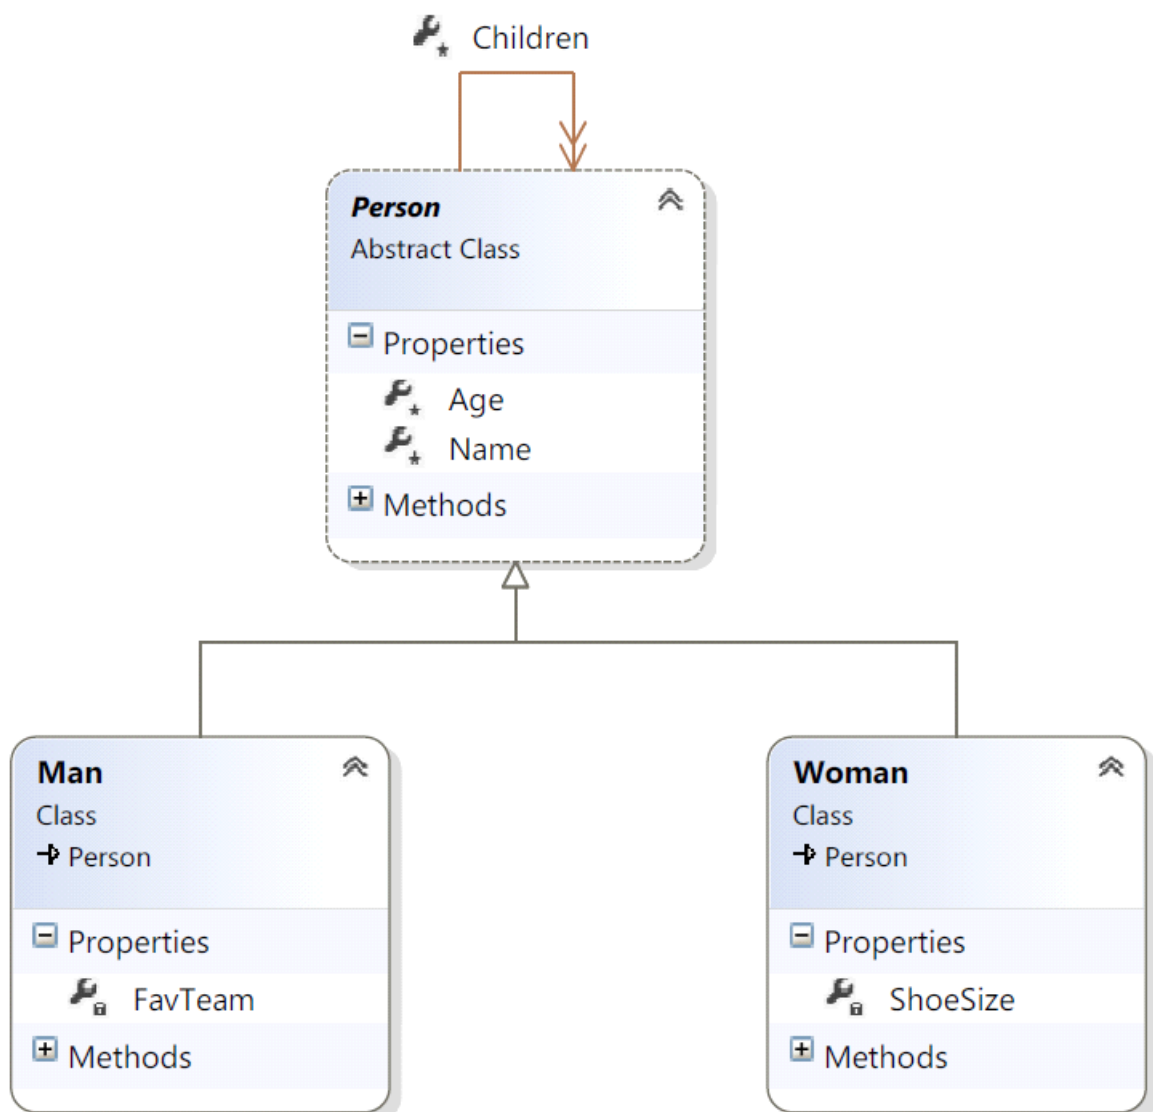 Children
Person
Abstract Class
Properties
Age
Name
Methods
Man
Class
Person
Properties
FavTeam
Methods
Woman
Class
Person
Properties
ShoeSize
Methods